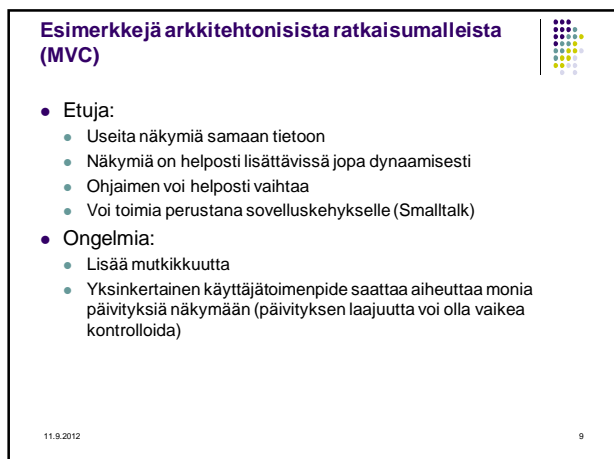 Esimerkkejä arkkitehtonisista ratkaisumalleista
(MVC)
● Etuja:
● Useita näkymiä samaan tietoon
● Näkymiä on helposti lisättävissä jopa dynaamisesti
● Ohjaimen voi helposti vaihtaa
● Voi toimia perustana sovelluskehykselle (Smalltalk)
● Ongelmia:
● Lisää mutkikkuutta
● Yksinkertainen käyttäjätoimenpide saattaa aiheuttaa monia
päivityksiä näkymään (päivityksen laajuutta voi olla vaikea
kontrolloida)
11.9.2012
9